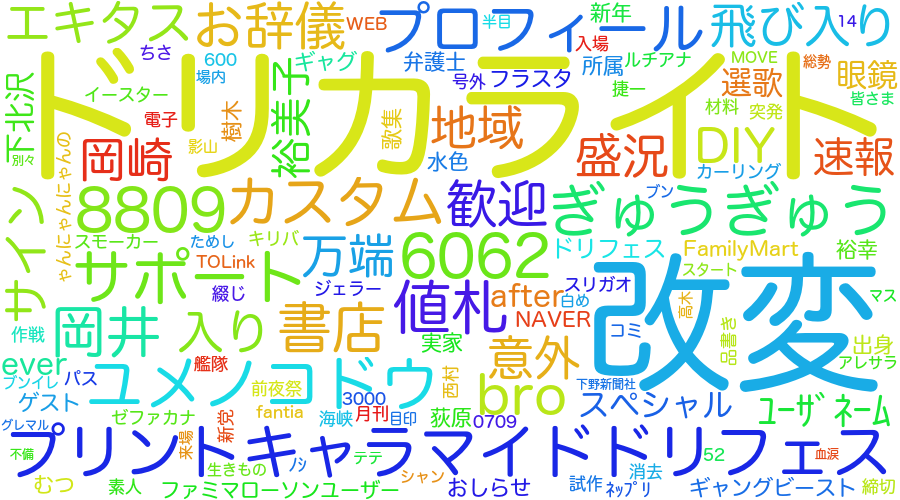 エキタス
お辞儀
WEB
プロフィール
半目
新年
飛び入り
14
ちさ
600
ギャグ
弁護士
入場
ルチアナ
MOVE
総勢
場内
号外
フラスタ
所属
選歌
眼鏡
下北沢
イースター
ドリカライト
捷一
皆さま
別々
電子
樹木
裕美子
歌集
地域
材料
突発
DIY
速報
岡崎
影山
水色
盛況
カーリング
ゃんにゃんにゃんの
サイン
8809
カスタム
歓迎
ブン
ぎゅうぎゅう
スモーカー
ためし
キリバ
万端
6062
ドリフェス
FamilyMart
裕幸
サポート
TOLink
綴じ
ジェラー
値札
after
白め
スリガオ
改変
スタート
マス
作戦
岡井
入り
書店
実家
NAVER
コミ
高木
品書き
出身
アレサラ
ever
艦隊
意外
ブンイレ
パス
ユメノコドウ
前夜祭
西村
bro
下野新聞社
ゲスト
3000
スペシャル
ﾕｰｻﾞﾈｰﾑ
グレマル
ゼファカナ
新党
fantia
海峡
月刊
目印
荻原
0709
プリントキャラマイドドリフェス
不備
来場
生きもの
ﾉｼ
テテ
シャン
52
血涙
むつ
素人
ファミマローソンユーザー
おしらせ
試作
ﾈｯﾌﾟﾘ
消去
ギャングビースト
締切